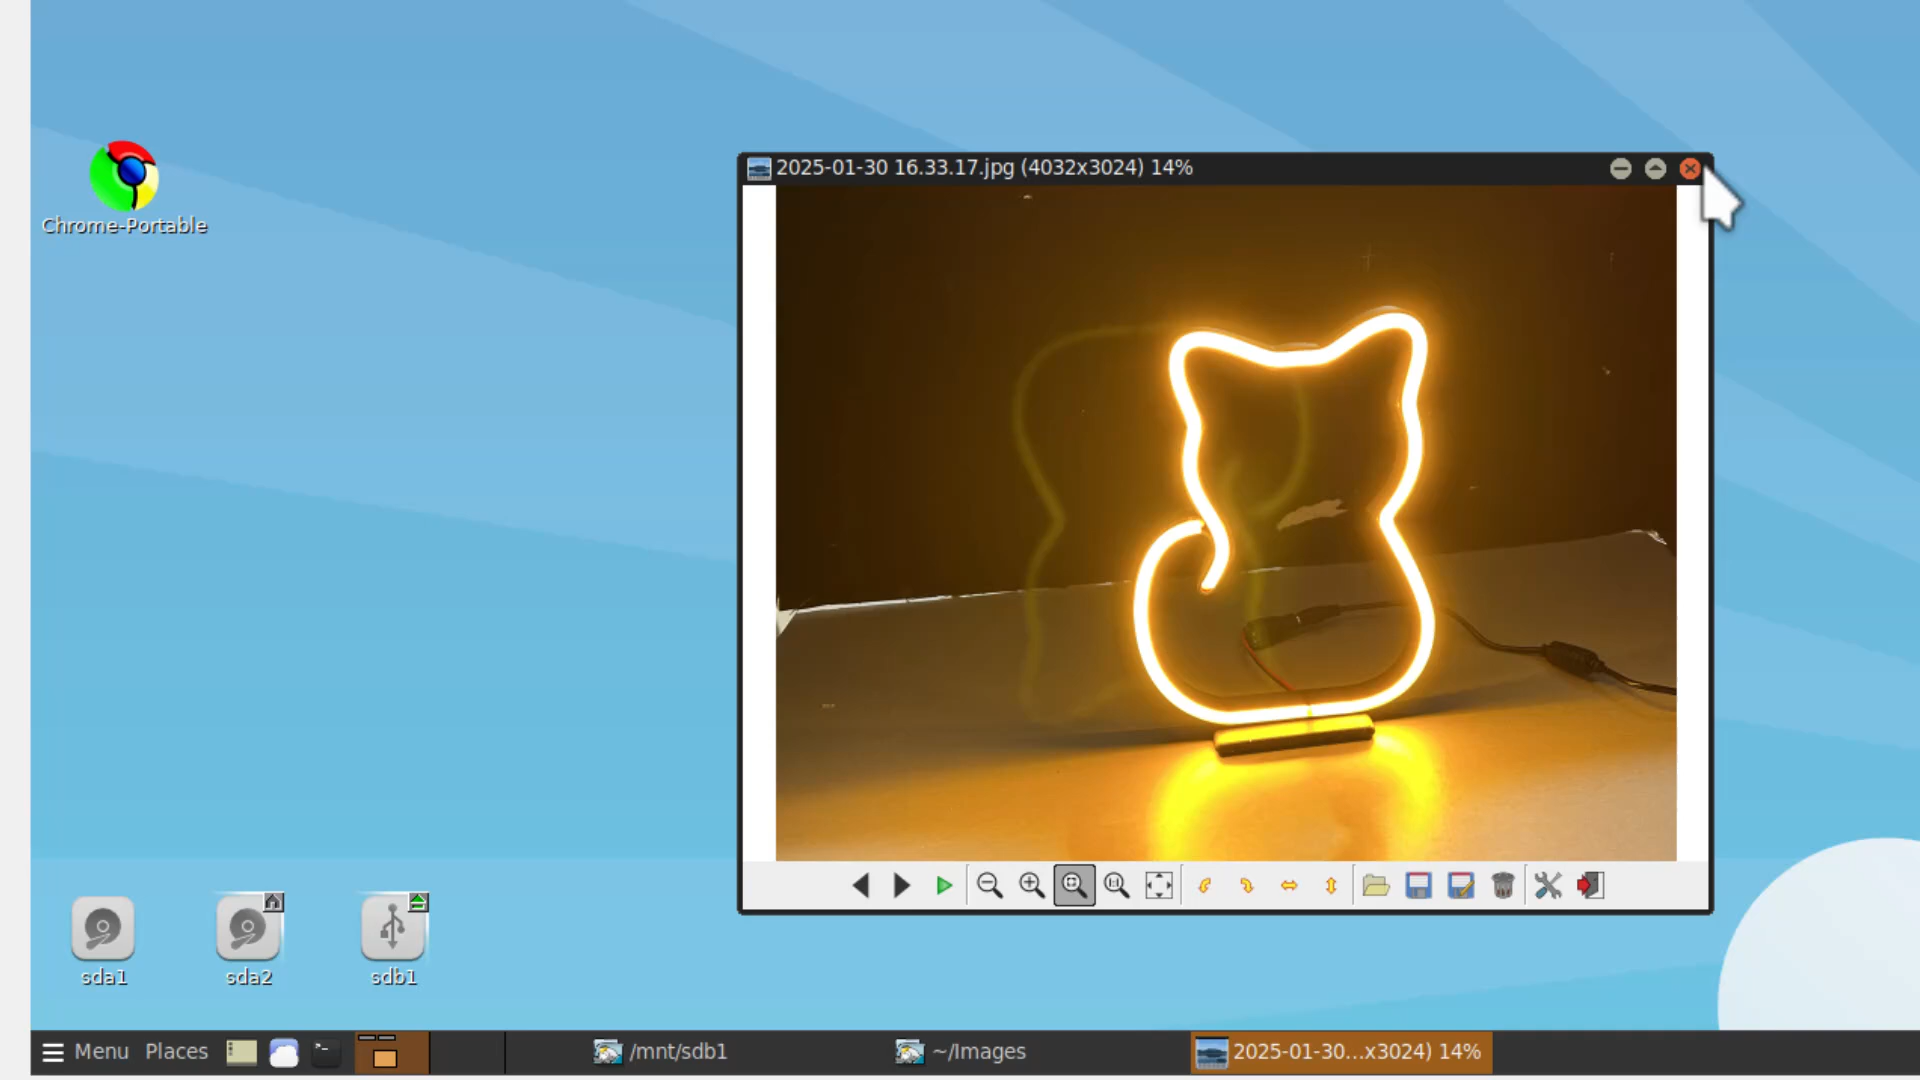 2025-01-30 16.33.17.jpg (4032x3024) 14%
Chrome-Portable
sda1
sda2
sdb1
Menu
Places
/mnt/sdb1
~/Images
2025-01-30...x3024) 14%